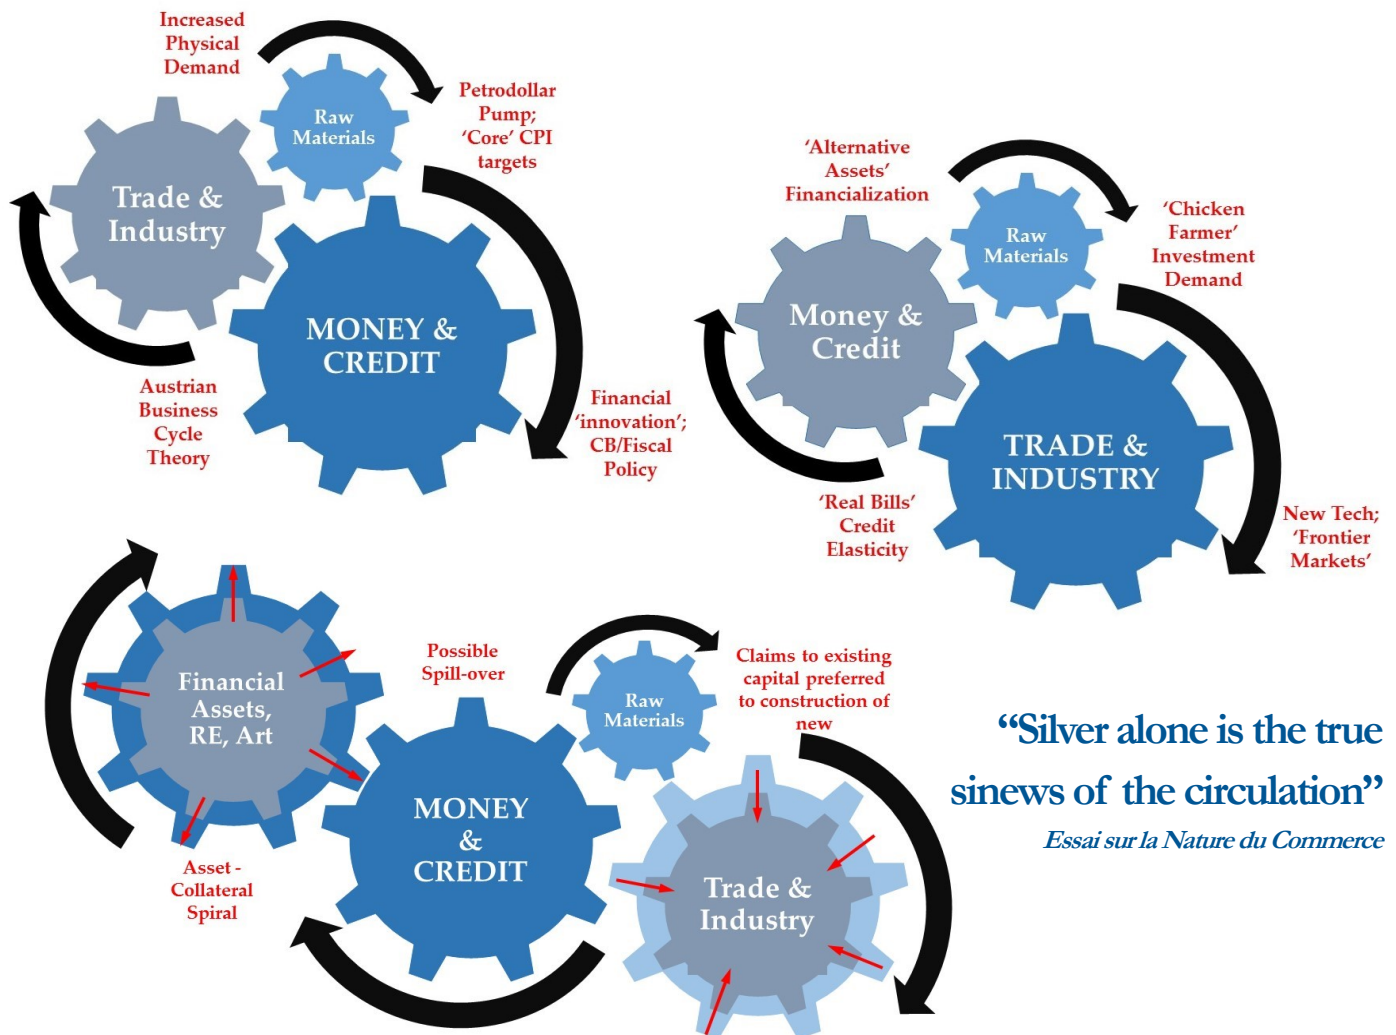 Increased
Physical
Demand
Raw
Materials
Petrodollar
Pump;
‘Core’ CPI
targets
Trade &
Industry
MONEY &
CREDIT
Austrian
Business
Cycle
Theory
Financial
‘innovation’;
CB/Fiscal
Policy
‘Alternative
Assets’
Financialization
Raw
Materials
‘Chicken
Farmer’
Investment
Demand
Money &
Credit
TRADE &
INDUSTRY
‘Real Bills’
Credit
Elasticity
New Tech;
‘Frontier
Markets’
Financial
Assets,
RE, Art
Asset -
Collateral
Spiral
Possible
Spill-over
MONEY
&
CREDIT
Raw
Materials
Claims to existing
capital preferred
to construction of
new
Trade &
Industry
“Silver alone is the true
sinews of the circulation”
Essai sur la Nature du Commerce